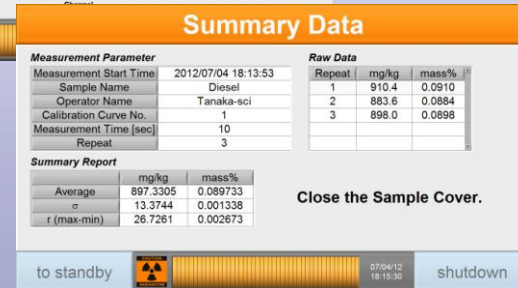 Channel
Summary Data
Measurement Parameter
Measurement Start Time 2012/07/04 18:13:53
Sample Name Diesel
Operator Name Tanaka-sci
Calibration Curve No. 1
Measurement Time [sec] 10
Repeat 3
Raw Data
Repeat mg/kg mass%
1 910.4 0.0910
2 883.6 0.0884
3 898.0 0.0898
Summary Report
mg/kg mass%
Average 897.3305 0.089733
σ 13.3744 0.001338
r (max-min) 26.7261 0.002673
Close the Sample Cover.
to standby
CAUTION
RADIOACTIVE
07/04/12
18:15:30
shutdown